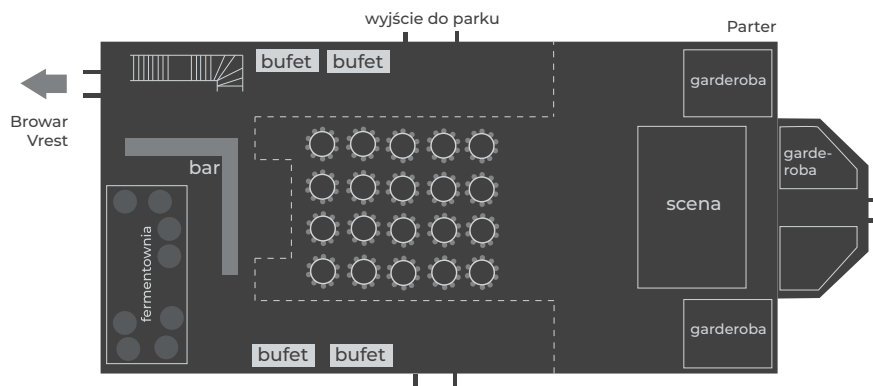 wyjście do parku
Parter
bufet
bufet
garderoba
Browar
Vrest
bar
garde-
roba
scena
fermentownia
garderoba
bufet
bufet